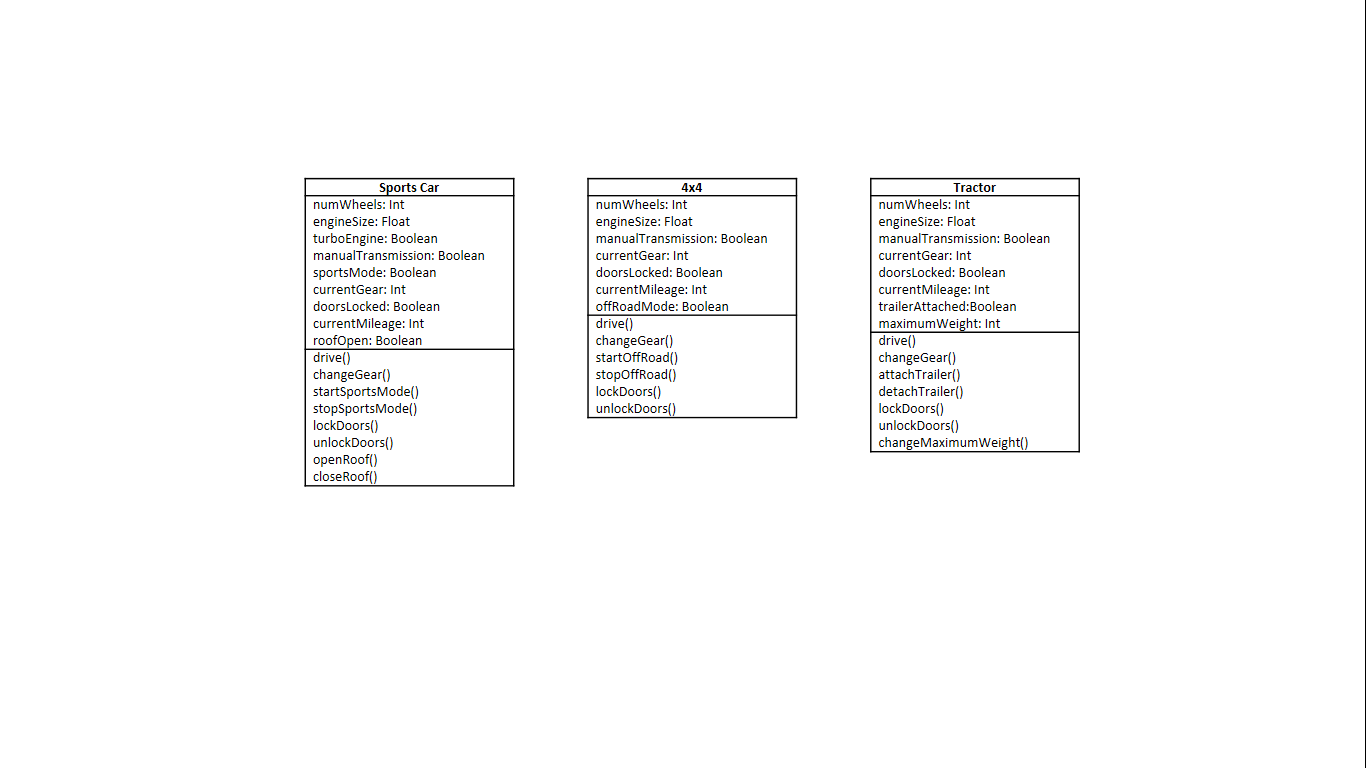 Sports Car
numWheels: Int
engineSize: Float
turboEngine: Boolean
manualTransmission: Boolean
sportsMode: Boolean
currentGear: Int
doorsLocked: Boolean
currentMileage: Int
roofOpen: Boolean
drive()
changeGear()
startSportsMode()
stopSportsMode()
lockDoors()
unlockDoors()
openRoof()
closeRoof()
4x4
numWheels: Int
engineSize: Float
manualTransmission: Boolean
currentGear: Int
doorsLocked: Boolean
currentMileage: Int
offRoadMode: Boolean
drive()
changeGear()
startOffRoad()
stopOffRoad()
lockDoors()
unlockDoors()
Tractor
numWheels: Int
engineSize: Float
manualTransmission: Boolean
currentGear: Int
doorsLocked: Boolean
currentMileage: Int
trailerAttached:Boolean
maximumWeight: Int
drive()
changeGear()
attachTrailer()
detachTrailer()
lockDoors()
unlockDoors()
changeMaximumWeight()